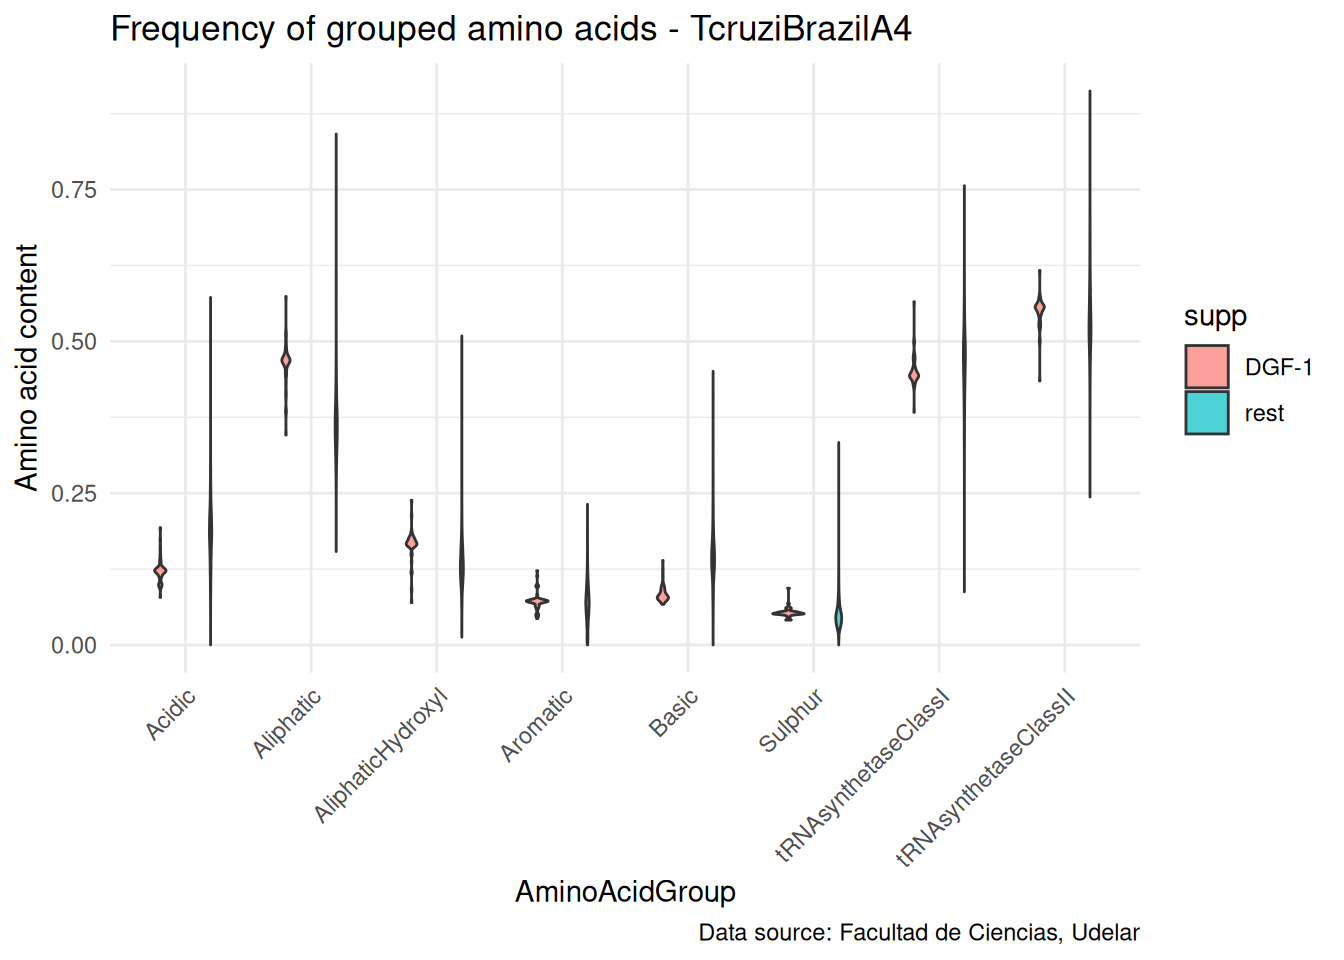 Frequency of grouped amino acids - TcruziBrazilA4
Amino acid content
0.75
0.50
0.25
0.00
Acidic
Aliphatic
AliphaticHydroxyl
Aromatic
Basic
Sulphur
tRNAsynthetaseClassI
tRNAsynthetaseClassII
AminoAcidGroup
supp
DGF-1
rest
Data source: Facultad de Ciencias, Udelar